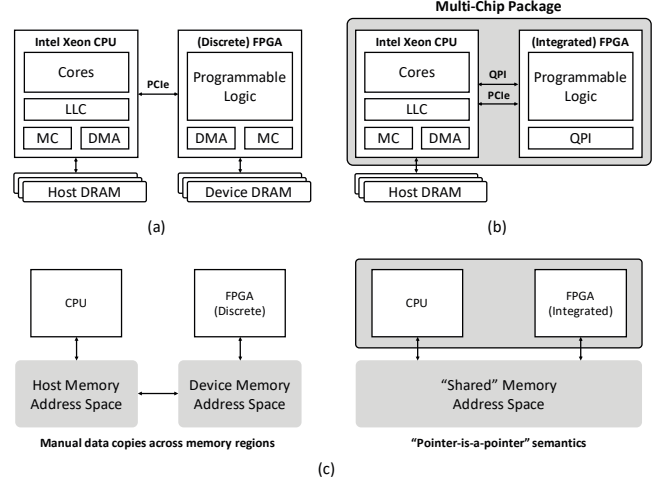 Multi-Chip Package
Intel Xeon CPU
Cores
LLC
MC
DMA
Host DRAM
PCIe
(Discrete) FPGA
Programmable
Logic
DMA
MC
Device DRAM
(a)
Intel Xeon CPU
Cores
LLC
MC
DMA
Host DRAM
QPI
PCIe
(Integrated) FPGA
Programmable
Logic
QPI
(b)
CPU
FPGA
(Discrete)
Host Memory
Address Space
Device Memory
Address Space
Manual data copies across memory regions
CPU
FPGA
(Integrated)
“Shared” Memory
Address Space
“Pointer-is-a-pointer” semantics
(c)